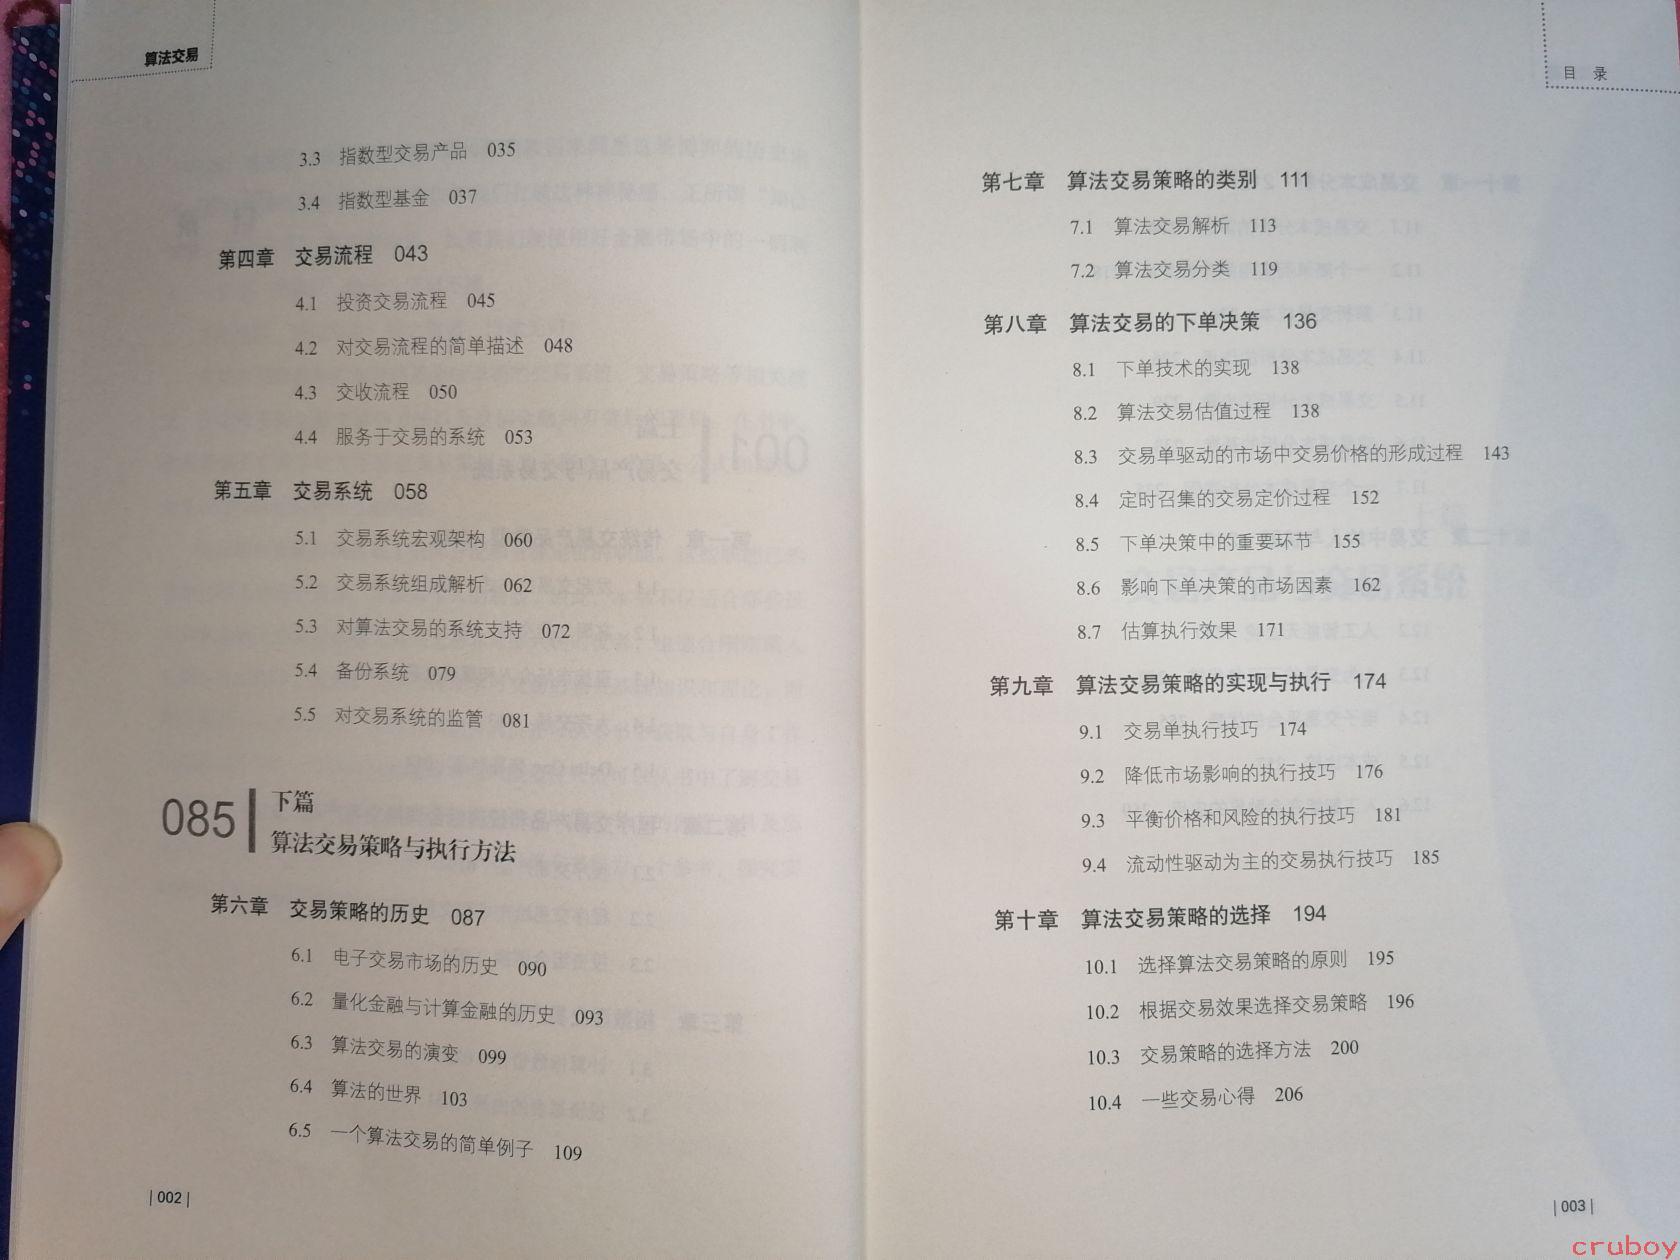 算法交易
3.3 指数型交易产品 035
3.4 指数型基金 037
第四章 交易流程 043
4.1 投资交易流程 045
4.2 对交易流程的简单描述 048
4.3 交收流程 050
4.4 服务于交易的系统 053
第五章 交易系统 058
5.1 交易系统宏观架构 060
5.2 交易系统组成解析 062
5.3 对算法交易的系统支持 072
5.4 备份系统 079
5.5 对交易系统的监管 081
085 下篇
算法交易策略与执行方法
第六章 交易策略的历史 087
6.1 电子交易市场的历史 090
6.2 量化金融与计算金融的历史 093
6.3 算法交易的演变 099
6.4 算法的世界 103
6.5 一个算法交易的简单例子 109
|002|
目 录
第七章 算法交易策略的类别 111
7.1 算法交易解析 113
7.2 算法交易分类 119
第八章 算法交易的下单决策 136
8.1 下单技术的实现 138
8.2 算法交易估值过程 138
8.3 交易单驱动的市场中交易价格的形成过程 143
8.4 定时召集的交易定价过程 152
8.5 下单决策中的重要环节 155
8.6 影响下单决策的市场因素 162
8.7 估算执行效果 171
第九章 算法交易策略的实现与执行 174
9.1 交易单执行技巧 174
9.2 降低市场影响的执行技巧 176
9.3 平衡价格和风险的执行技巧 181
9.4 流动性驱动为主的交易执行技巧 185
第十章 算法交易策略的选择 194
10.1 选择算法交易策略的原则 195
10.2 根据交易效果选择交易策略 196
10.3 交易策略的选择方法 200
10.4 一些交易心得 206
|003|
cruboy